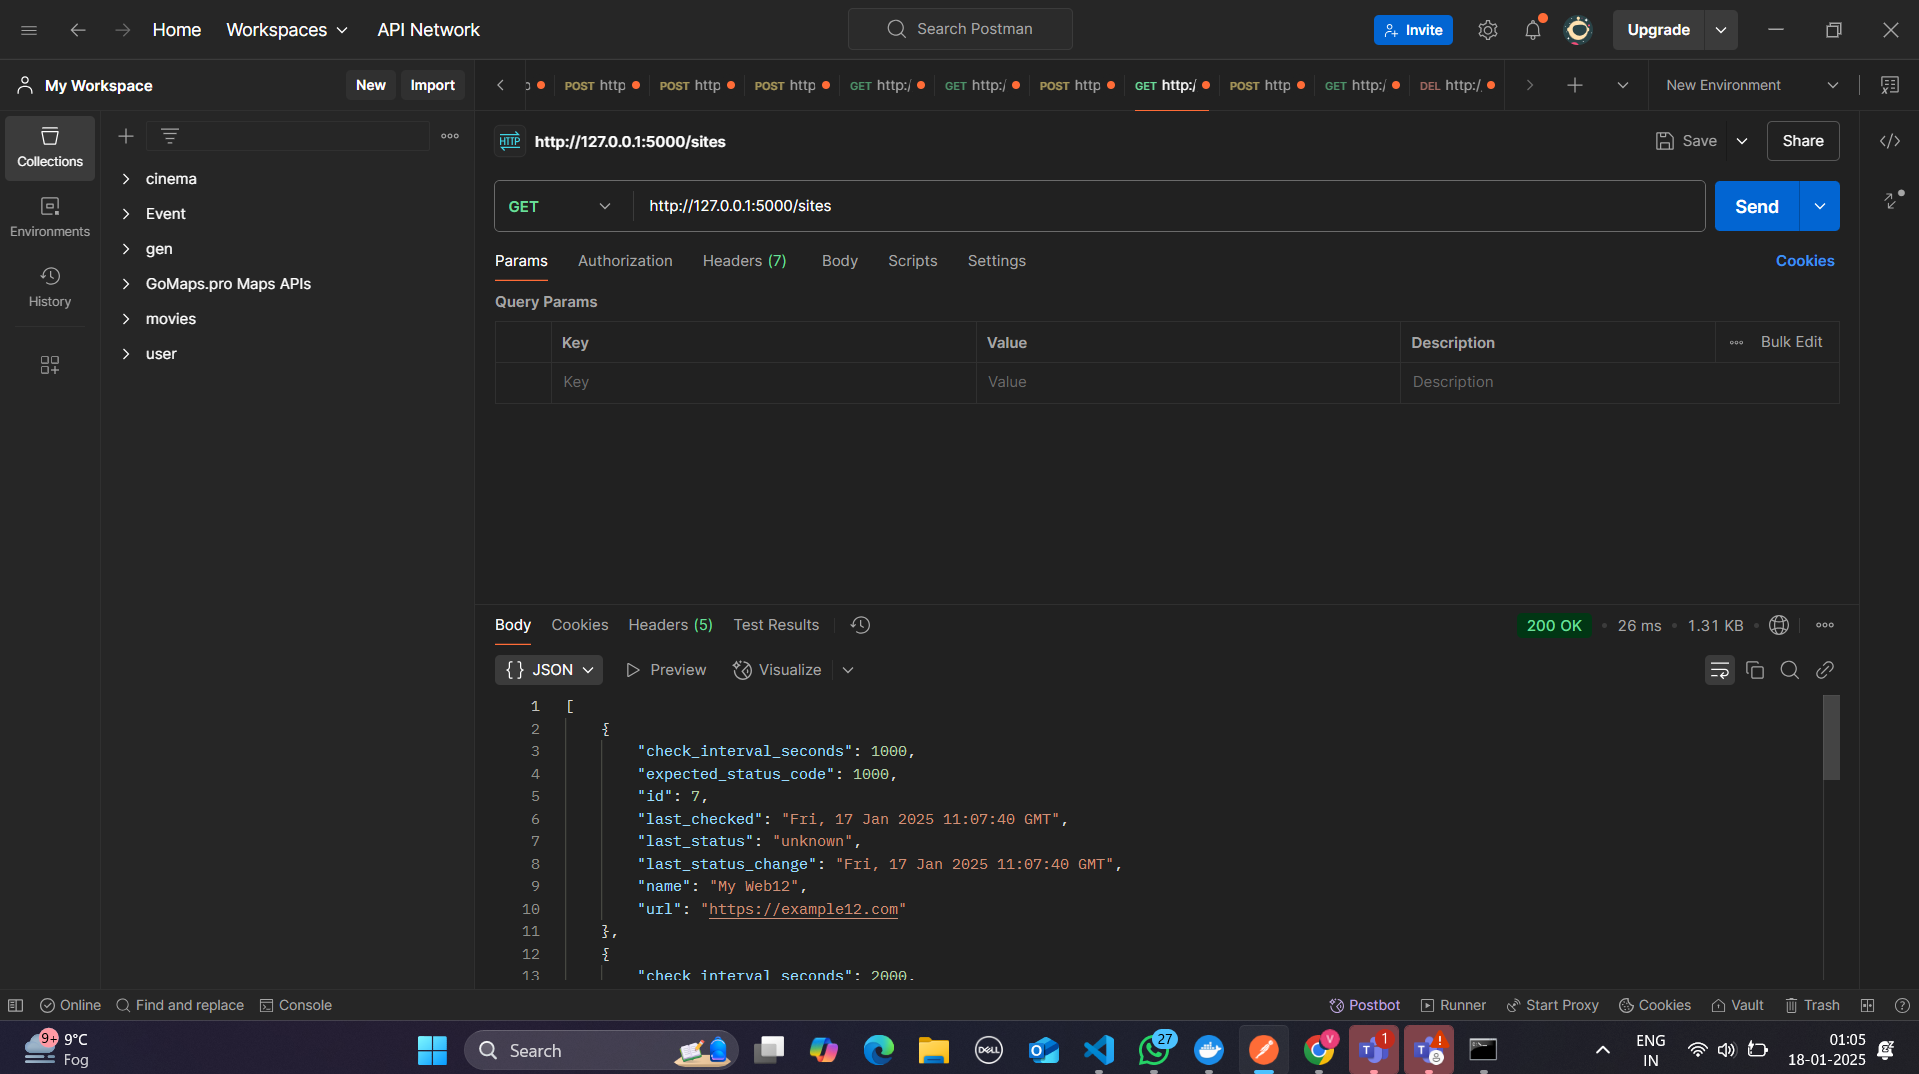 Home
Workspaces
API Network
Search Postman
Invite
Upgrade
My Workspace
New
Import
POST http
POST http
POST http
GET http:/
GET http:/
POST http
GET http:/
POST http
GET http:/
DEL http:/
New Environment
Collections
Environments
History
cinema
Event
gen
GoMaps.pro Maps APIs
movies
user
HTTP
http://127.0.0.1:5000/sites
Save
Share
GET
http://127.0.0.1:5000/sites
Send
Params
Authorization
Headers (7)
Body
Scripts
Settings
Cookies
Query Params
Key
Value
Description
Bulk Edit
Key
Value
Description
Body
Cookies
Headers (5)
Test Results
200 OK
26 ms
1.31 KB
{} JSON
Preview
Visualize
1 [
2 {
3 "check_interval_seconds": 1000,
4 "expected_status_code": 1000,
5 "id": 7,
6 "last_checked": "Fri, 17 Jan 2025 11:07:40 GMT",
7 "last_status": "unknown",
8 "last_status_change": "Fri, 17 Jan 2025 11:07:40 GMT",
9 "name": "My Web12",
10 "url": "https://example12.com"
11 },
12 {
13 "check_interval_seconds": 2000,
Online
Find and replace
Console
Postbot
Runner
Start Proxy
Cookies
Vault
Trash
9+
9°C
Fog
Search
DELL
27
V
1
ENG
IN
01:05
18-01-2025